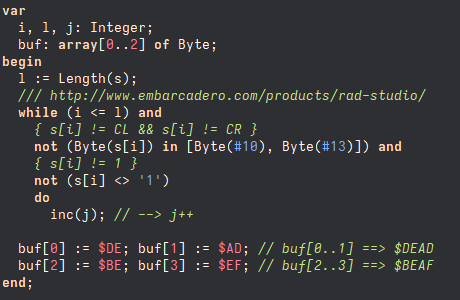 var
  i, l, j: Integer;
  buf: array[0..2] of Byte;
begin
  l := Length(s);
  /// http://www.embarcadero.com/products/rad-studio/
  while (i <= l) and
    { s[i] != CL && s[i] != CR }
    not (Byte(s[i]) in [Byte(#10), Byte(#13)]) and
    { s[i] != 1 }
    not (s[i] <> '1')
    do
      inc(j); // --> j++

  buf[0] := $DE; buf[1] := $AD; // buf[0..1] ==> $DEAD
  buf[2] := $BE; buf[3] := $EF; // buf[2..3] ==> $BEAF
end;